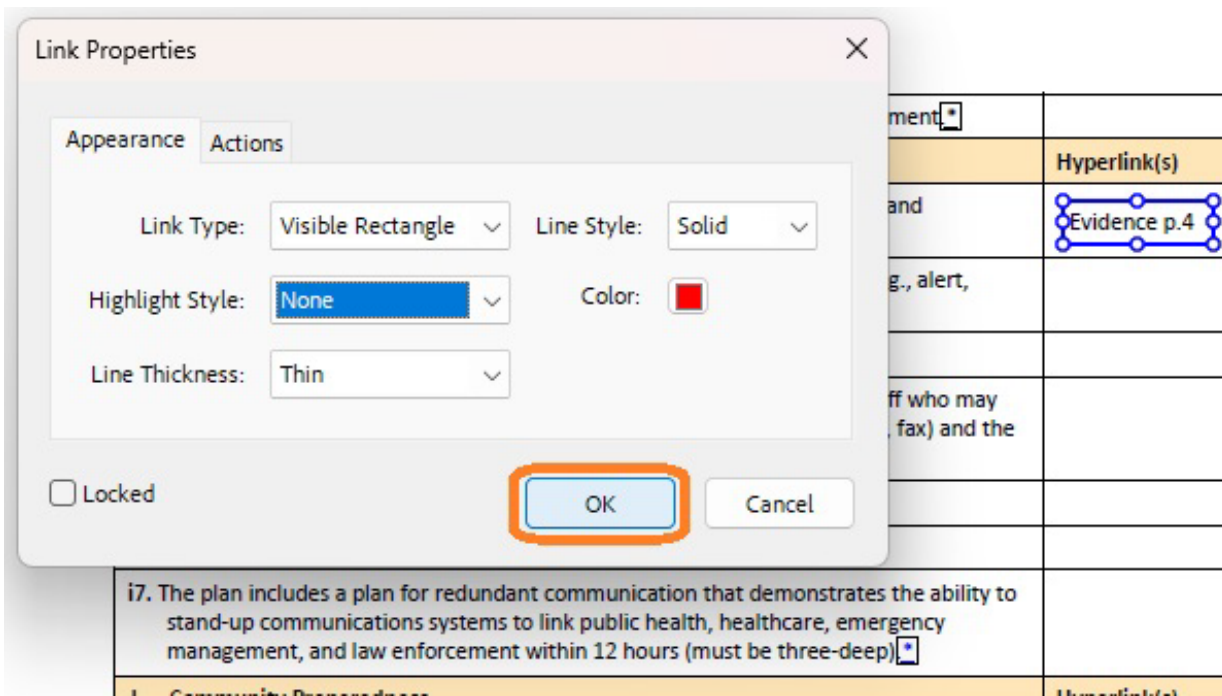 Link Properties
ment.*
Appearance
Actions
Hyperlink(s)
Link Type:
Visible Rectangle
Line Style:
Solid
and
Evidence p.4
Highlight Style:
None
Color:
g., alert,
Line Thickness:
Thin
ff who may
, fax) and the
Locked
OK
Cancel
i7. The plan includes a plan for redundant communication that demonstrates the ability to
stand-up communications systems to link public health, healthcare, emergency
management, and law enforcement within 12 hours (must be three-deep).*
Community Preparedness
Hyperlink(s)